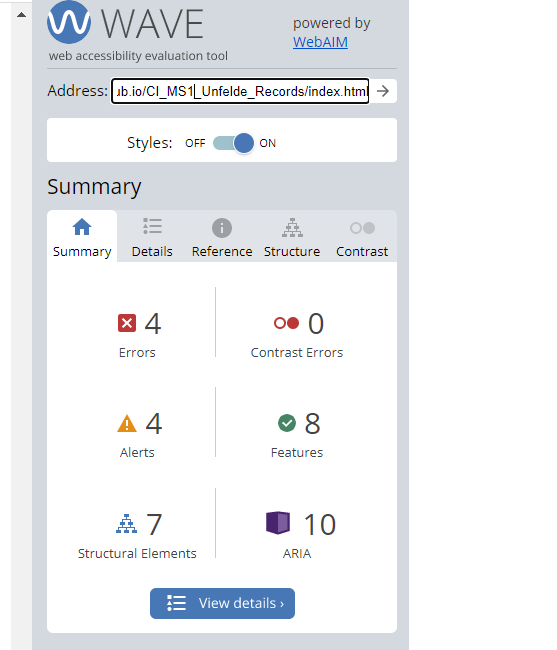 WAVE
web accessibility evaluation tool
powered by
WebAIM
Address: ub.io/CI_MS1_Unfelde_Records/index.html
Styles: OFF ON
Summary
Summary Details Reference Structure Contrast
4
Errors
0
Contrast Errors
4
Alerts
8
Features
7
Structural Elements
10
ARIA
View details ›